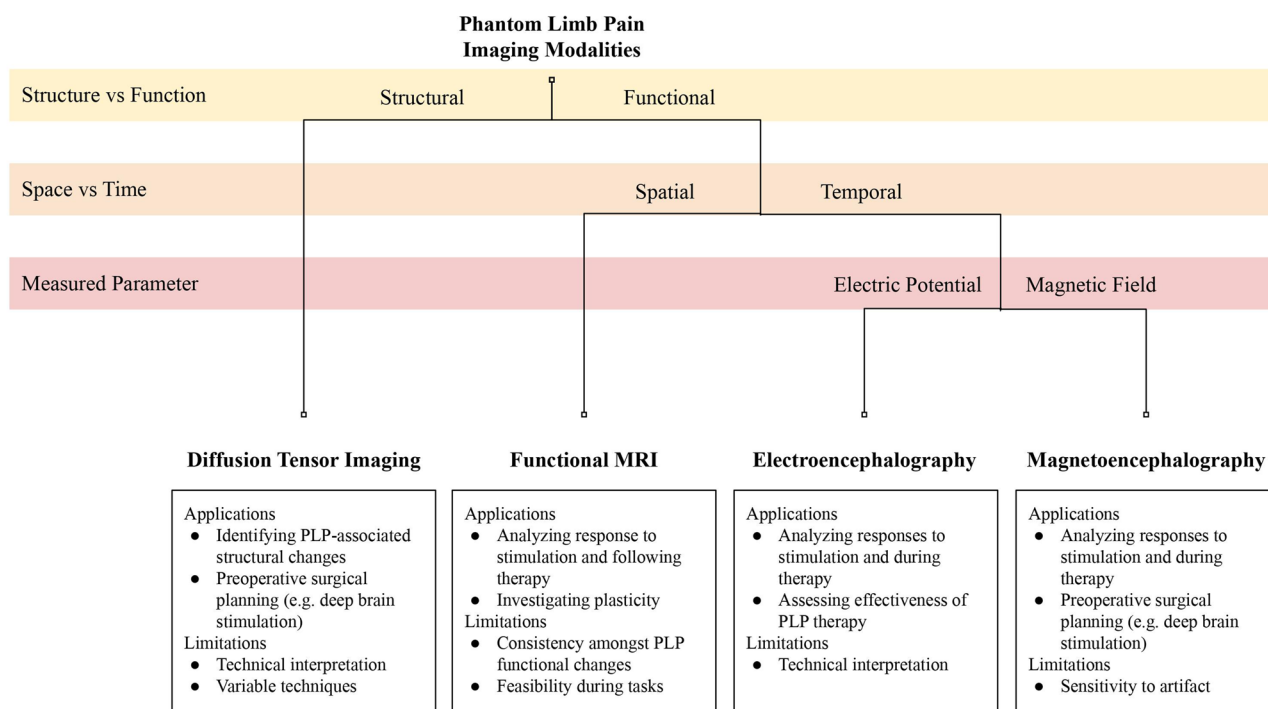 Phantom Limb Pain
Imaging Modalities
Structure vs Function
Structural
Functional
Space vs Time
Spatial
Temporal
Measured Parameter
Electric Potential
Magnetic Field
Diffusion Tensor Imaging
Applications
● Identifying PLP-associated
structural changes
● Preoperative surgical
planning (e.g. deep brain
stimulation)
Limitations
● Technical interpretation
● Variable techniques
Functional MRI
Applications
● Analyzing response to
stimulation and following
therapy
● Investigating plasticity
Limitations
● Consistency amongst PLP
functional changes
● Feasibility during tasks
Electroencephalography
Applications
● Analyzing responses to
stimulation and during
therapy
● Assessing effectiveness of
PLP therapy
Limitations
● Technical interpretation
Magnetoencephalography
Applications
● Analyzing responses to
stimulation and during
therapy
● Preoperative surgical
planning (e.g. deep brain
stimulation)
Limitations
● Sensitivity to artifact